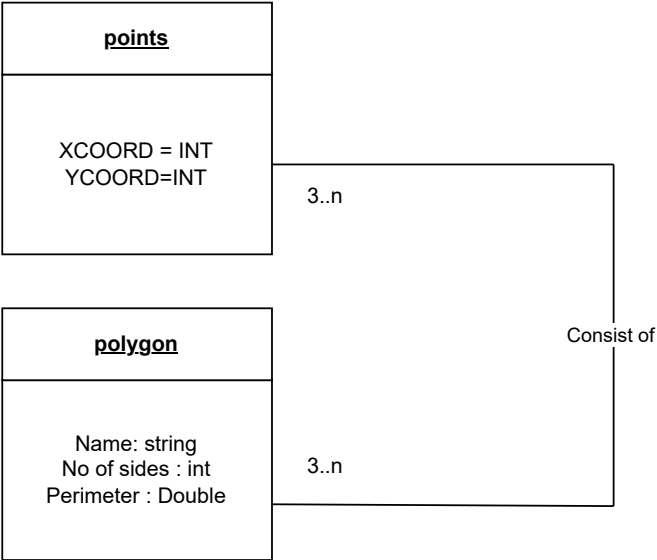 points
XCOORD = INT
YCOORD=INT
3..n
Consist of
polygon
Name: string
No of sides : int
Perimeter : Double
3..n